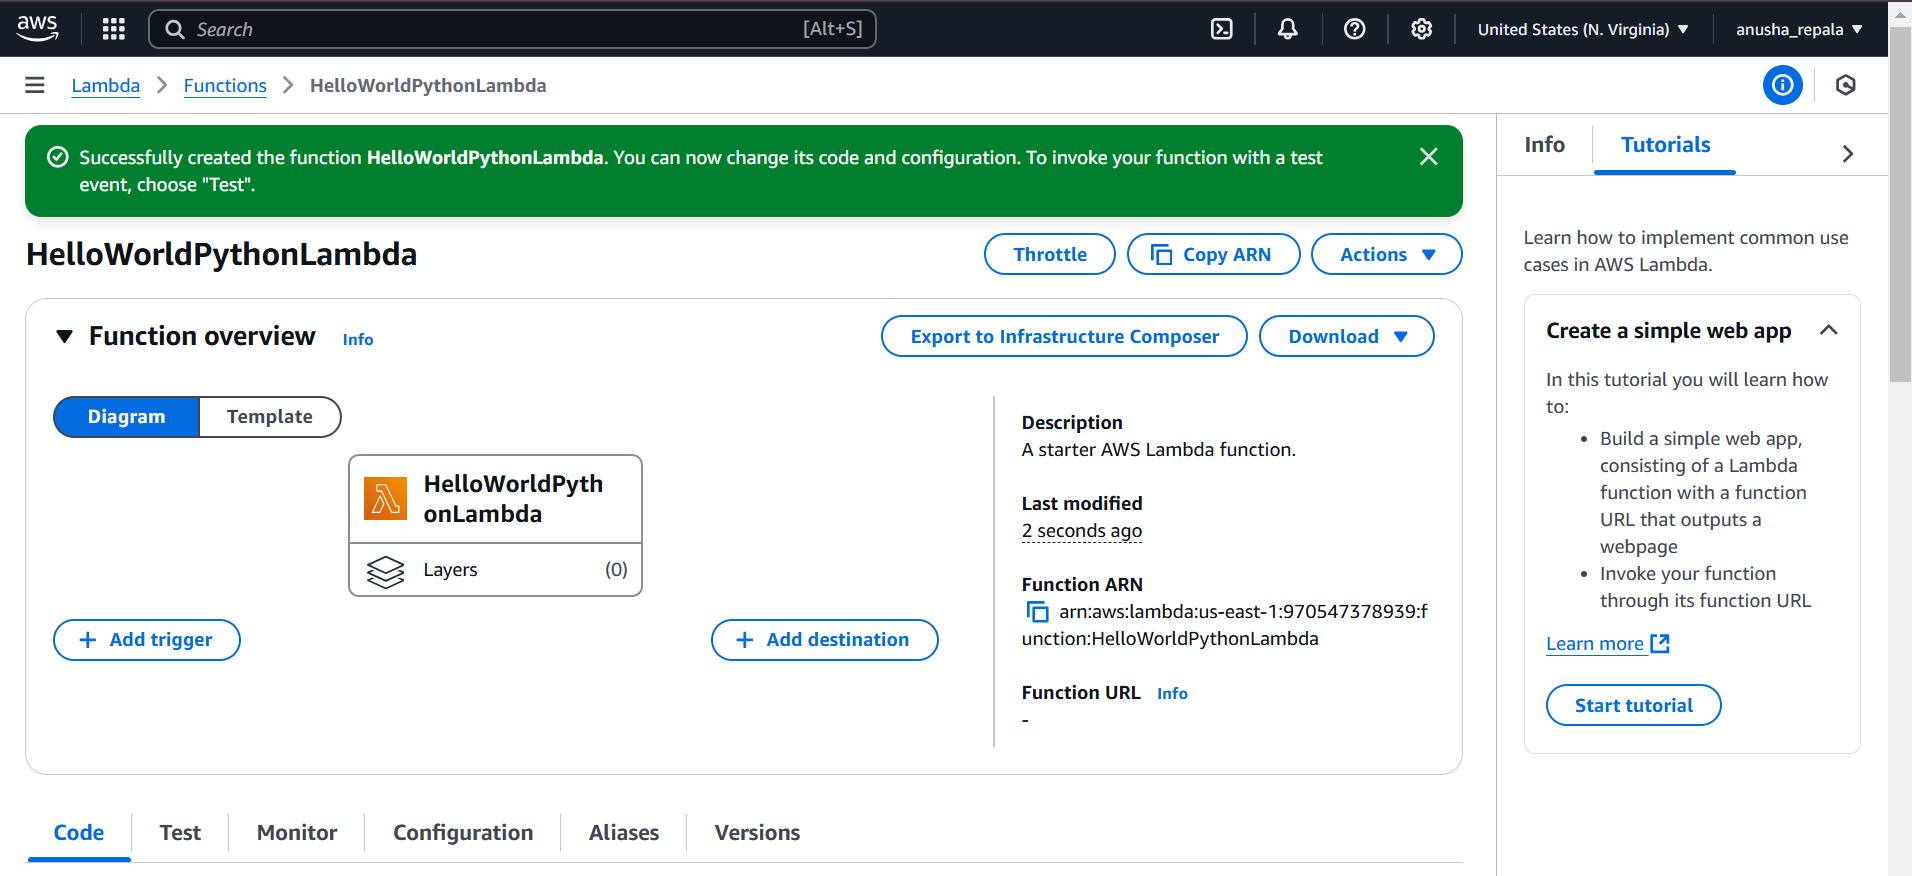 aws
Search [Alt+S]
United States (N. Virginia)
anusha_repala
Lambda
Functions
HelloWorldPythonLambda
Successfully created the function HelloWorldPythonLambda. You can now change its code and configuration. To invoke your function with a test
event, choose "Test".
HelloWorldPythonLambda
Throttle
Copy ARN
Actions
Function overview Info
Export to Infrastructure Composer
Download
Diagram
Template
HelloWorldPyth
onLambda
Layers (0)
+ Add trigger
+ Add destination
Description
A starter AWS Lambda function.
Last modified
2 seconds ago
Function ARN
arn:aws:lambda:us-east-1:970547378939:f
unction:HelloWorldPythonLambda
Function URL Info
-
Code
Test
Monitor
Configuration
Aliases
Versions
Info
Tutorials
Learn how to implement common use
cases in AWS Lambda.
Create a simple web app
In this tutorial you will learn how
to:
• Build a simple web app,
consisting of a Lambda
function with a function
URL that outputs a
webpage
• Invoke your function
through its function URL
Learn more
Start tutorial